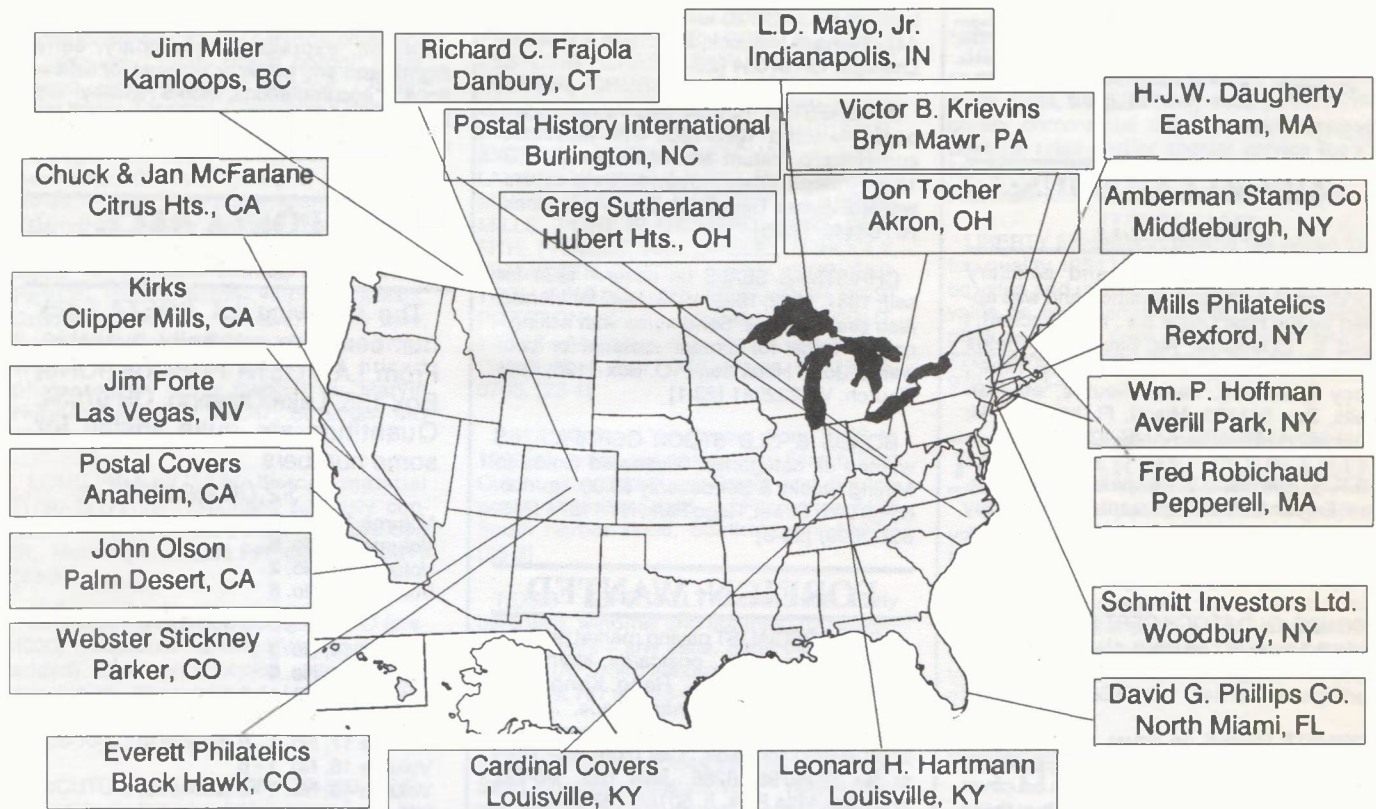 Jim Miller
Kamloops, BC
Richard C. Frajola
Danbury, CT
L.D. Mayo, Jr.
Indianapolis, IN
Postal History International
Burlington, NC
Victor B. Krievins
Bryn Mawr, PA
H.J.W. Daugherty
Eastham, MA
Chuck & Jan McFarlane
Citrus Hts., CA
Greg Sutherland
Hubert Hts., OH
Don Tocher
Akron, OH
Amberman Stamp Co
Middleburgh, NY
Kirks
Clipper Mills, CA
Mills Philatelics
Rexford, NY
Jim Forte
Las Vegas, NV
Wm. P. Hoffman
Averill Park, NY
Postal Covers
Anaheim, CA
Fred Robichaud
Pepperell, MA
John Olson
Palm Desert, CA
Schmitt Investors Ltd.
Woodbury, NY
Webster Stickney
Parker, CO
David G. Phillips Co.
North Miami, FL
Everett Philatelics
Black Hawk, CO
Cardinal Covers
Louisville, KY
Leonard H. Hartmann
Louisville, KY